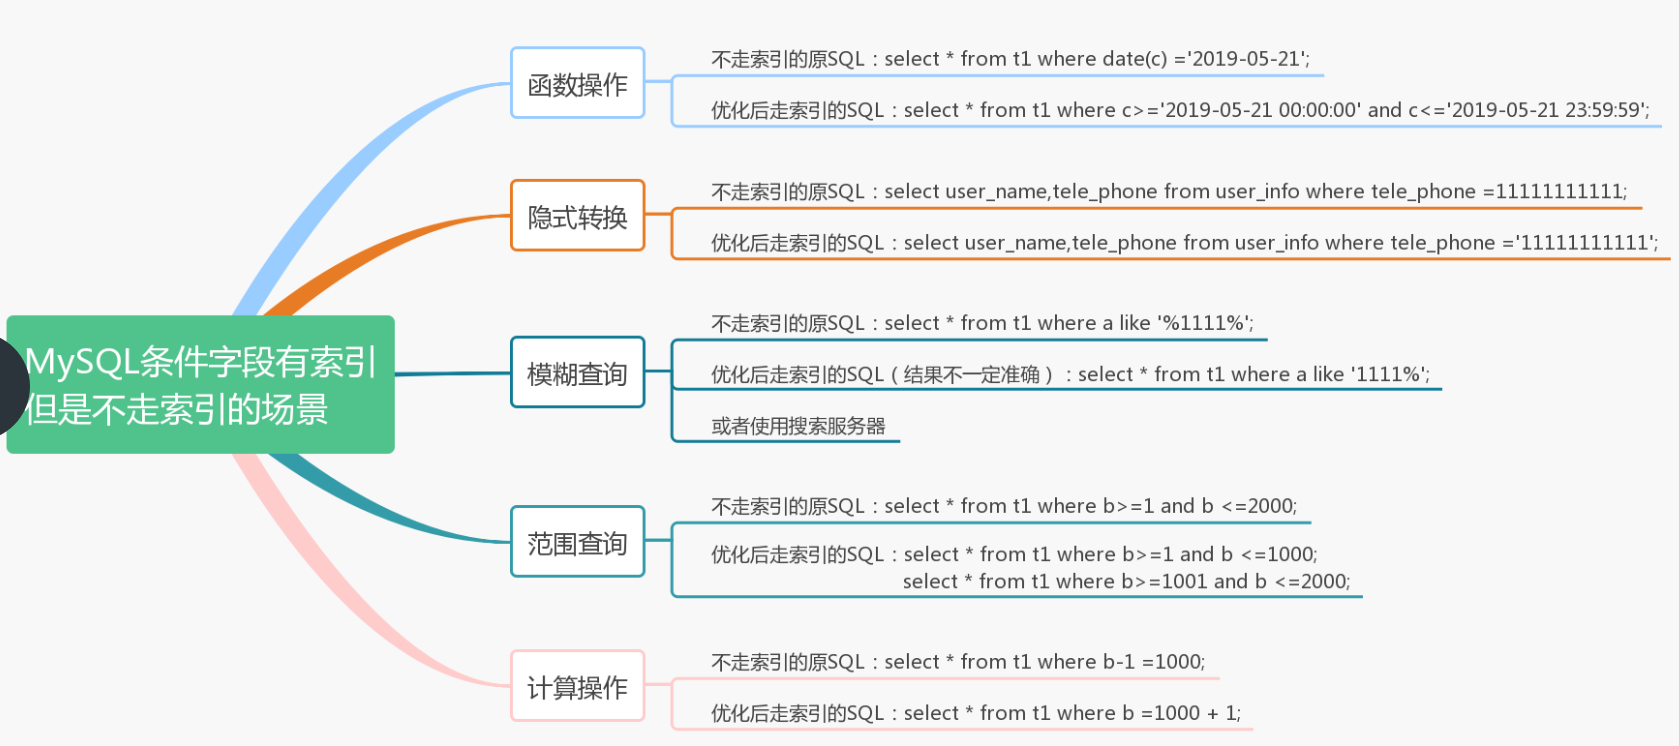 MySQL条件字段有索引
但是不走索引的场景
函数操作
不走索引的原SQL：select * from t1 where date(c) ='2019-05-21';
优化后走索引的SQL：select * from t1 where c>='2019-05-21 00:00:00' and c<='2019-05-21 23:59:59';
隐式转换
不走索引的原SQL：select user_name,tele_phone from user_info where tele_phone =11111111111;
优化后走索引的SQL：select user_name,tele_phone from user_info where tele_phone ='11111111111';
模糊查询
不走索引的原SQL：select * from t1 where a like '%1111%';
优化后走索引的SQL（结果不一定准确）：select * from t1 where a like '1111%';
或者使用搜索服务器
范围查询
不走索引的原SQL：select * from t1 where b>=1 and b <=2000;
优化后走索引的SQL：select * from t1 where b>=1 and b <=1000;
select * from t1 where b>=1001 and b <=2000;
计算操作
不走索引的原SQL：select * from t1 where b-1 =1000;
优化后走索引的SQL：select * from t1 where b =1000 + 1;